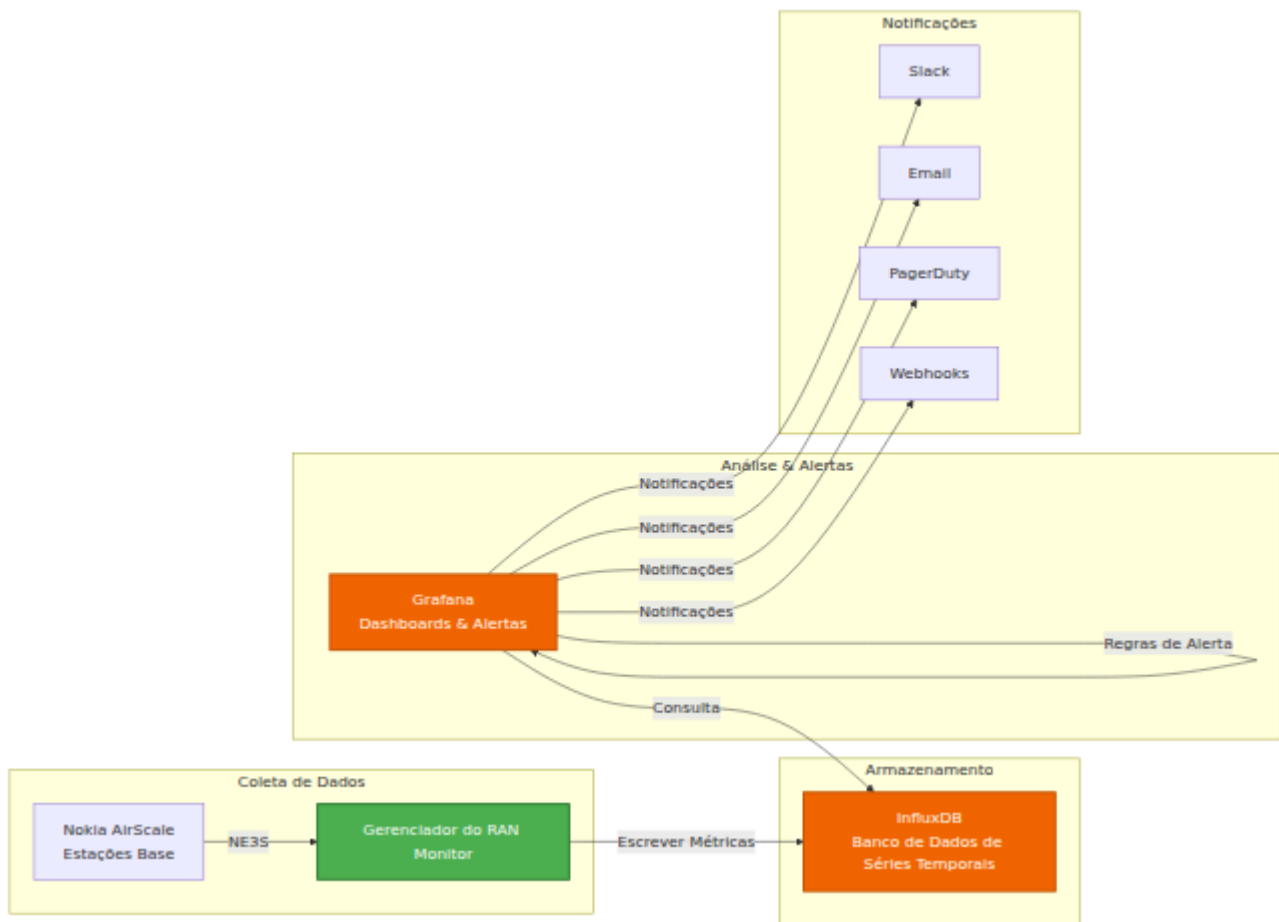 Notificações
Slack
Email
PagerDuty
Webhooks
Análise & Alertas
Notificações
Notificações
Notificações
Notificações
Grafana
Dashboards & Alertas
Regras de Alerta
Consulta
Coleta de Dados
Nokia AirScale
Estações Base
NE3S
Gerenciador do RAN
Monitor
Escrever Métricas
Armazenamento
InfluxDB
Banco de Dados de
Séries Temporais